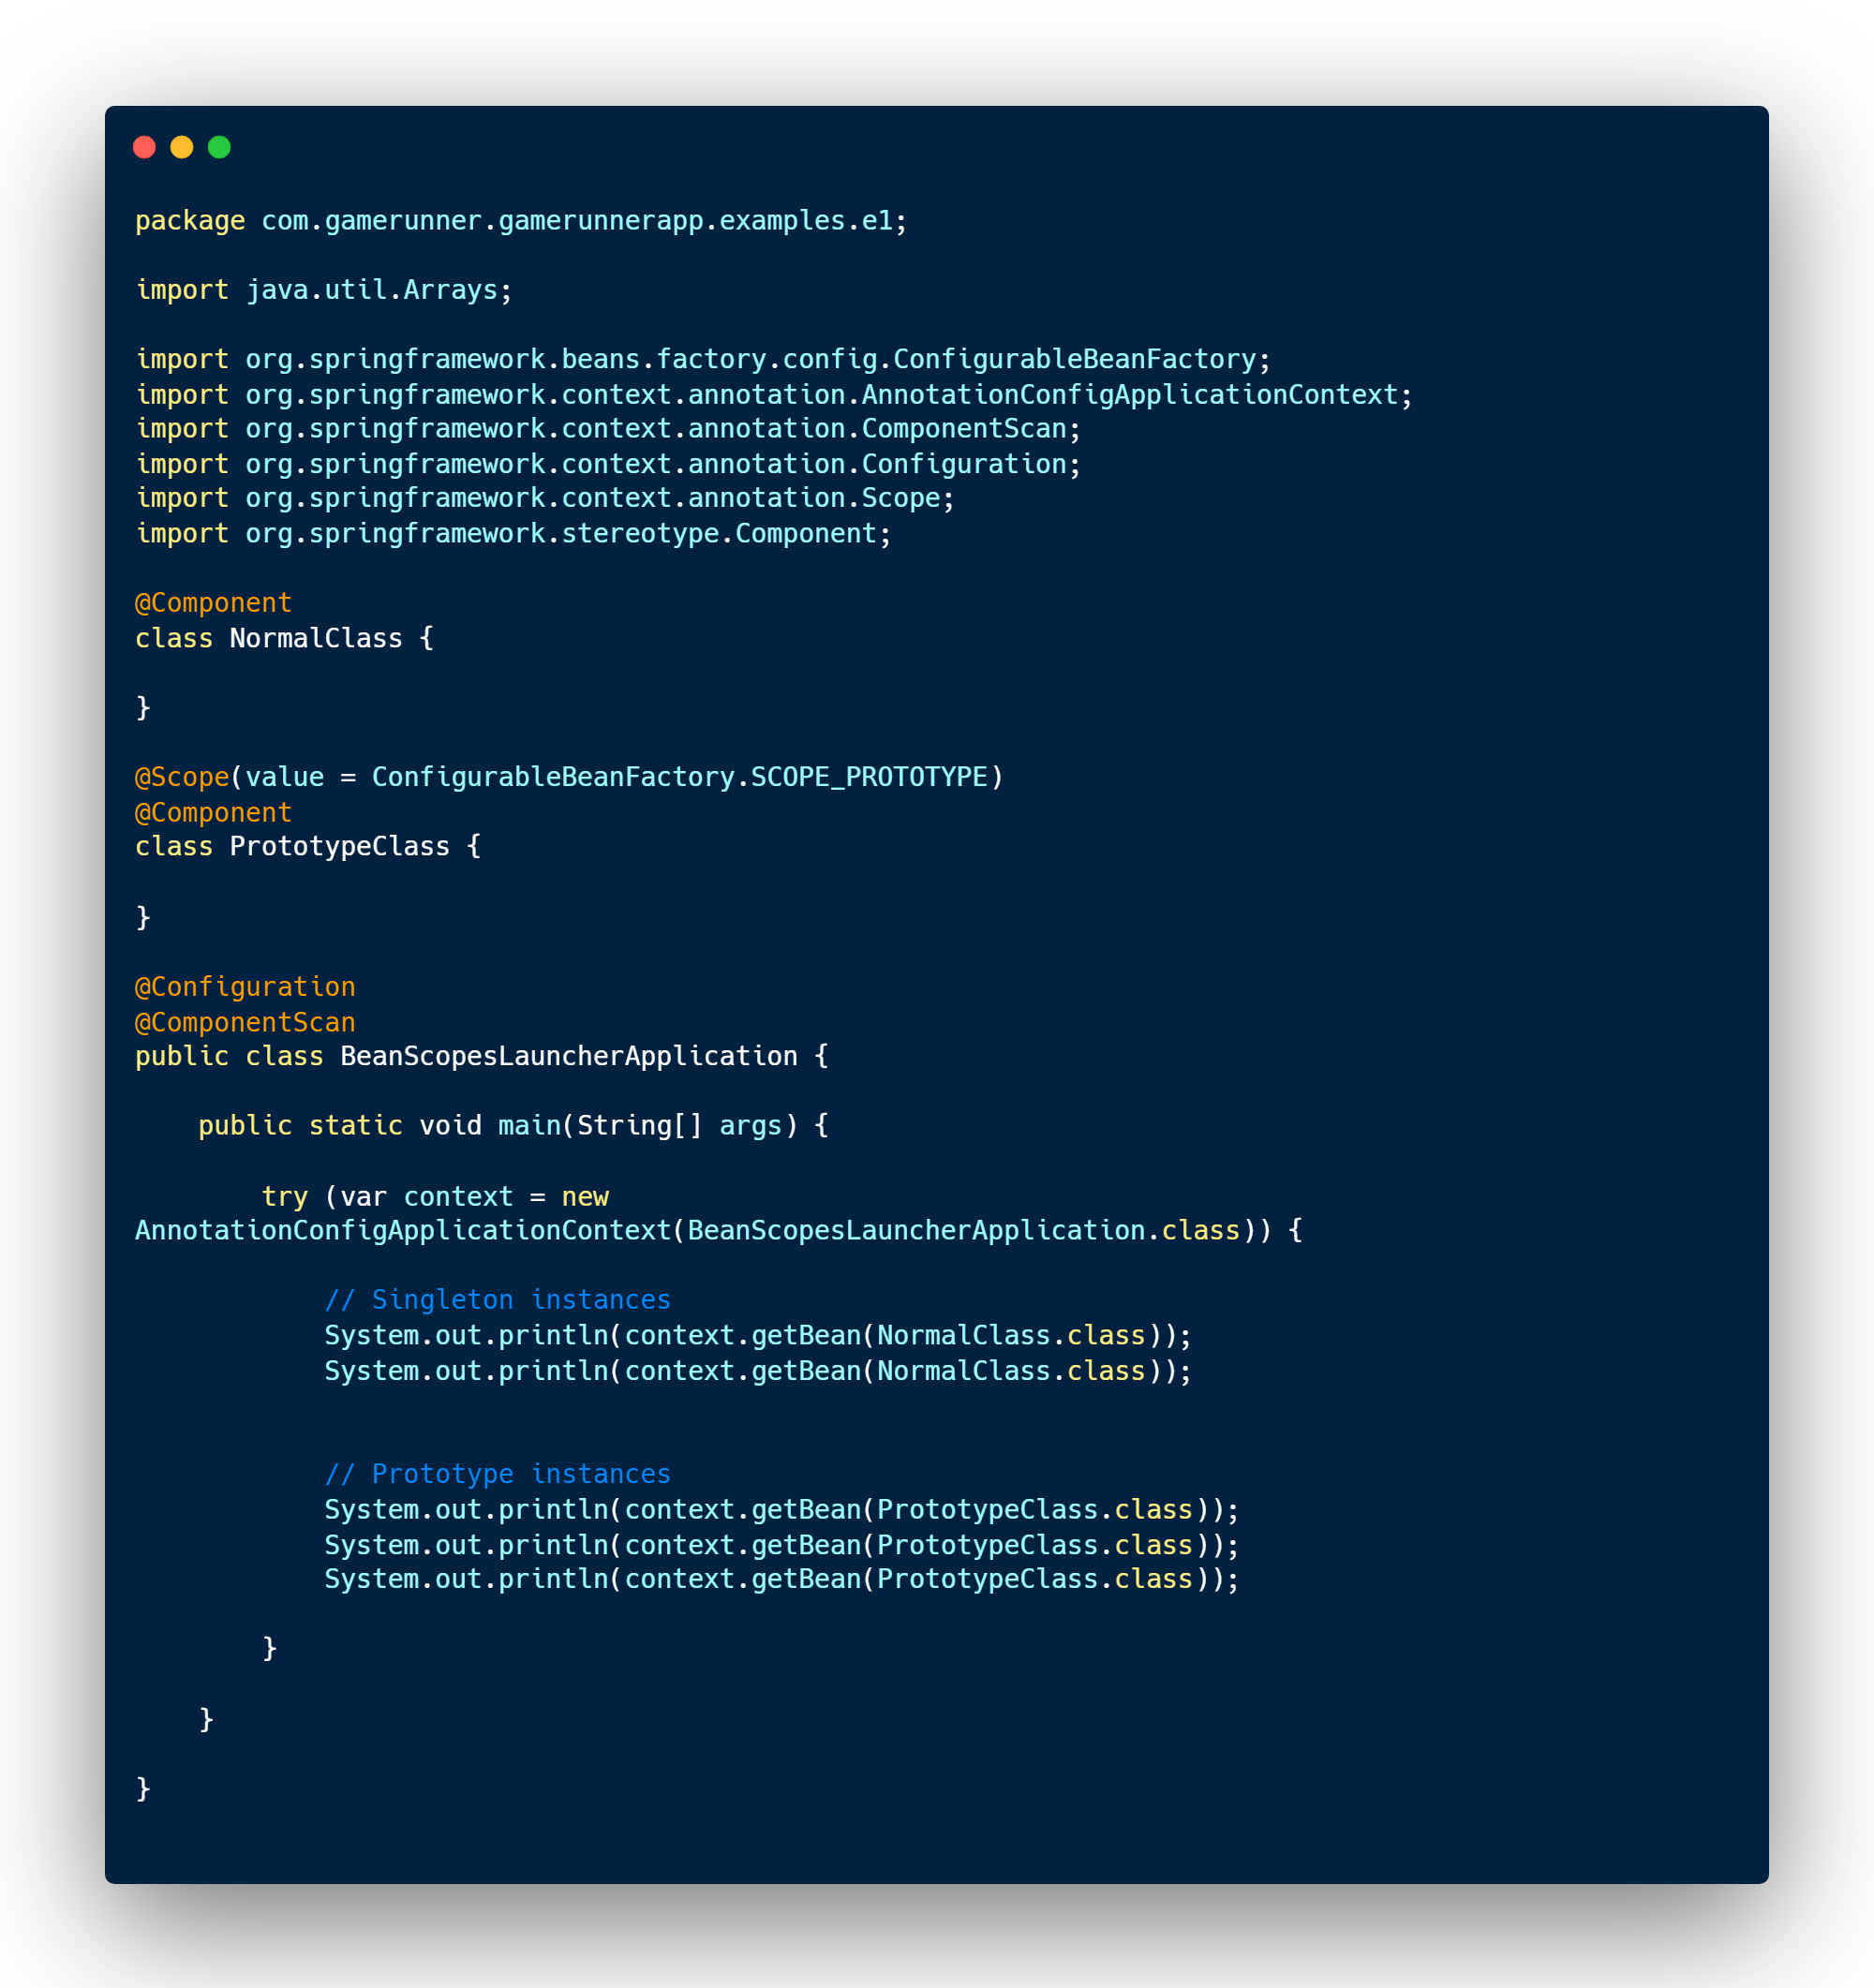 package com.gamerunner.gamerunnerapp.examples.e1;
import java.util.Arrays;
import org.springframework.beans.factory.config.ConfigurableBeanFactory;
import org.springframework.context.annotation.AnnotationConfigApplicationContext;
import org.springframework.context.annotation.ComponentScan;
import org.springframework.context.annotation.Configuration;
import org.springframework.context.annotation.Scope;
import org.springframework.stereotype.Component;
@Component
class NormalClass {
}
@Scope(value = ConfigurableBeanFactory.SCOPE_PROTOTYPE)
@Component
class PrototypeClass {
}
@Configuration
@ComponentScan
public class BeanScopesLauncherApplication {
    public static void main(String[] args) {
        try (var context = new
AnnotationConfigApplicationContext(BeanScopesLauncherApplication.class)) {
            // Singleton instances
            System.out.println(context.getBean(NormalClass.class));
            System.out.println(context.getBean(NormalClass.class));
            // Prototype instances
            System.out.println(context.getBean(PrototypeClass.class));
            System.out.println(context.getBean(PrototypeClass.class));
            System.out.println(context.getBean(PrototypeClass.class));
        }
    }
}